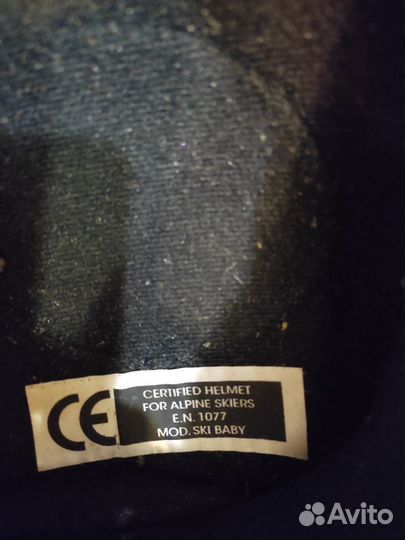 CE
CERTIFIED HELMET
FOR ALPINE SKIERS
E.N. 1077
MOD. SKI BABY
Avito